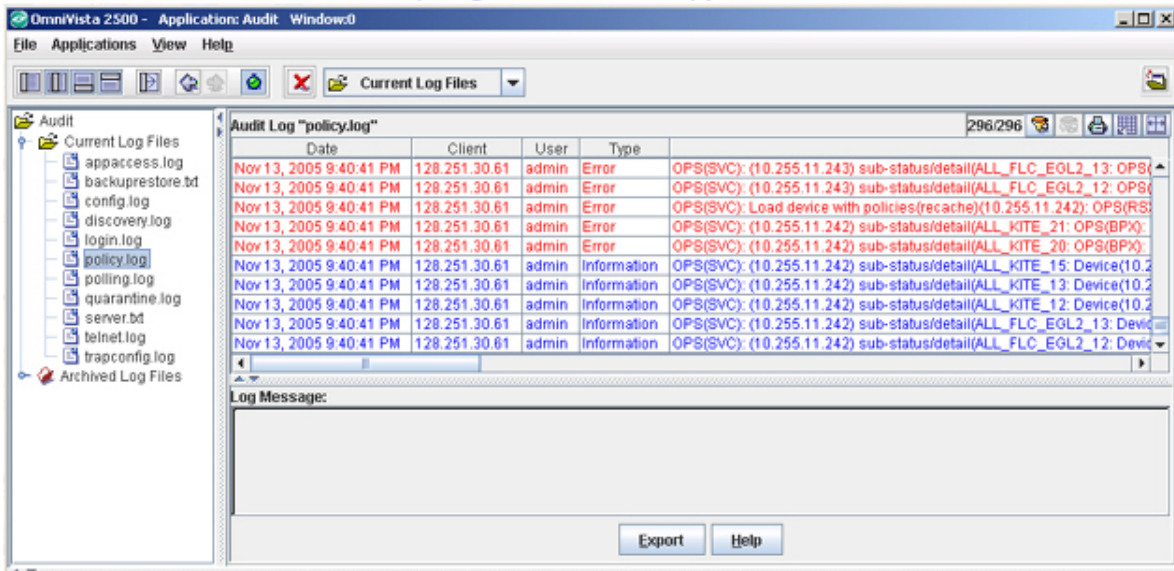 OmniVista 2500 - Application: Audit Window:0
File Applications View Help
Current Log Files
Audit
Current Log Files
appaccess.log
backuprestore.txt
config.log
discovery.log
login.log
policy.log
polling.log
quarantine.log
server.txt
telnet.log
trapconfig.log
Archived Log Files
Audit Log "policy.log" 296/296
Date Client User Type
Nov 13, 2005 9:40:41 PM 128.251.30.61 admin Error OPS(SVC): (10.255.11.243) sub-status/detail(ALL_FLC_EGL2_13: OPS(
Nov 13, 2005 9:40:41 PM 128.251.30.61 admin Error OPS(SVC): (10.255.11.243) sub-status/detail(ALL_FLC_EGL2_12: OPS(
Nov 13, 2005 9:40:41 PM 128.251.30.61 admin Error OPS(SVC): Load device with policies(recache)(10.255.11.242): OPS(RS
Nov 13, 2005 9:40:41 PM 128.251.30.61 admin Error OPS(SVC): (10.255.11.242) sub-status/detail(ALL_KITE_21: OPS(BPX):
Nov 13, 2005 9:40:41 PM 128.251.30.61 admin Error OPS(SVC): (10.255.11.242) sub-status/detail(ALL_KITE_20: OPS(BPX):
Nov 13, 2005 9:40:41 PM 128.251.30.61 admin Information OPS(SVC): (10.255.11.242) sub-status/detail(ALL_KITE_15: Device(10.2
Nov 13, 2005 9:40:41 PM 128.251.30.61 admin Information OPS(SVC): (10.255.11.242) sub-status/detail(ALL_KITE_13: Device(10.2
Nov 13, 2005 9:40:41 PM 128.251.30.61 admin Information OPS(SVC): (10.255.11.242) sub-status/detail(ALL_KITE_12: Device(10.2
Nov 13, 2005 9:40:41 PM 128.251.30.61 admin Information OPS(SVC): (10.255.11.242) sub-status/detail(ALL_FLC_EGL2_13: Devic
Nov 13, 2005 9:40:41 PM 128.251.30.61 admin Information OPS(SVC): (10.255.11.242) sub-status/detail(ALL_FLC_EGL2_12: Devic
Log Message:
Export Help